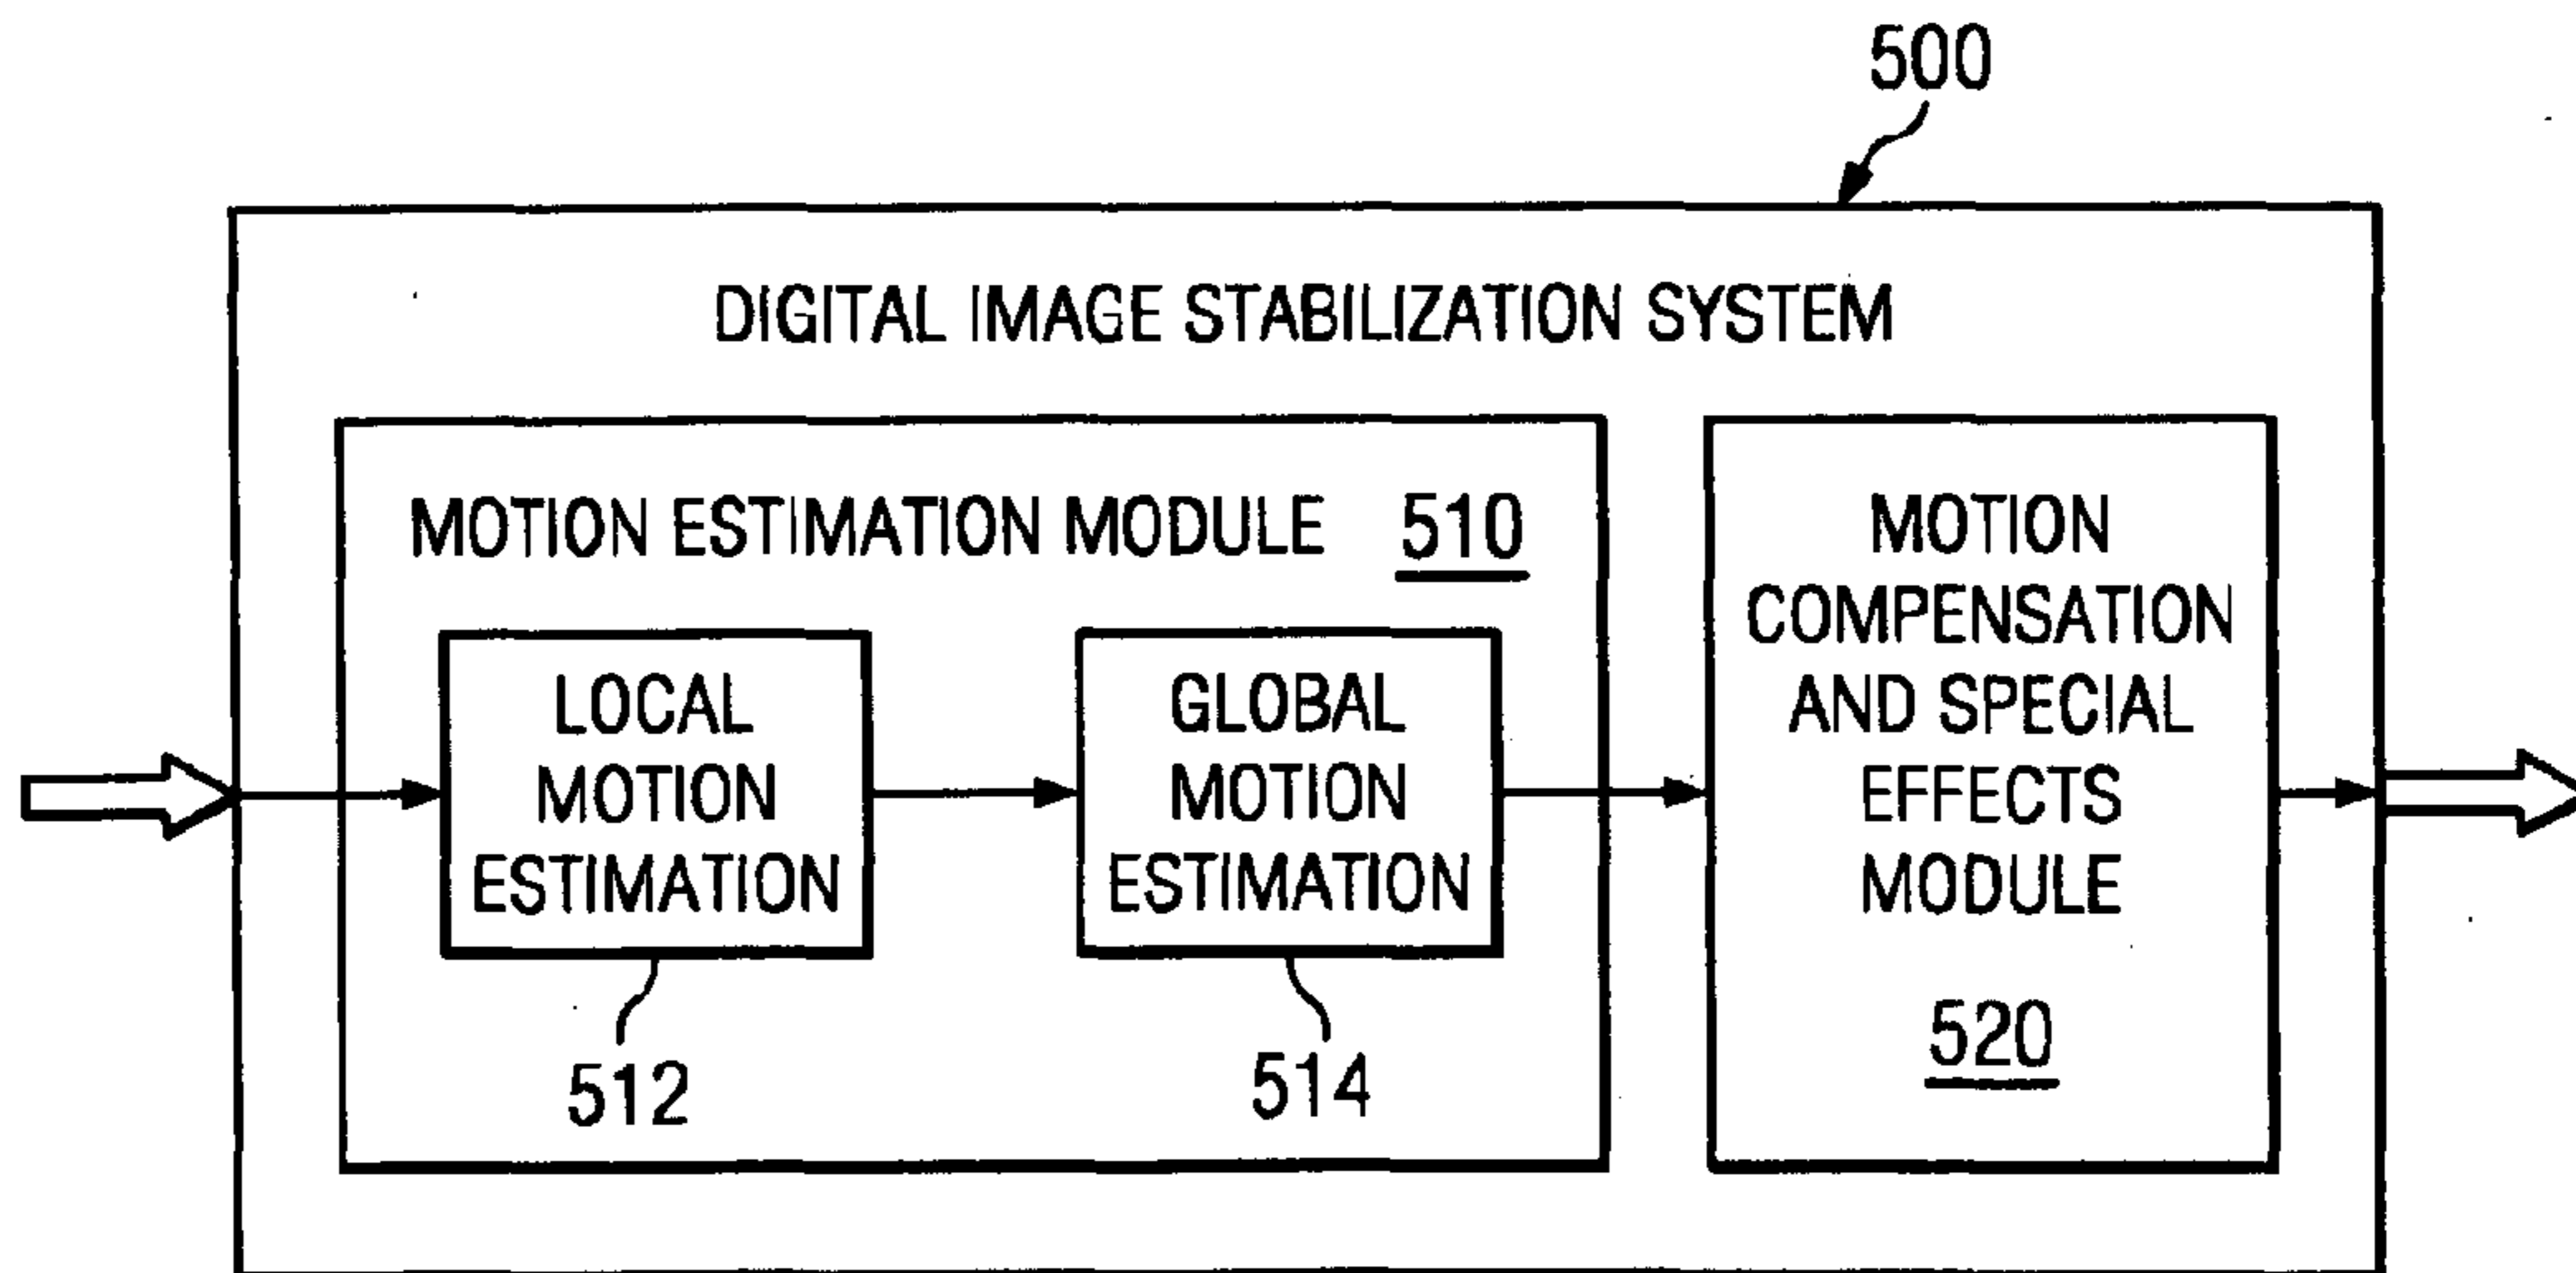 500
DIGITAL IMAGE STABILIZATION SYSTEM
MOTION ESTIMATION MODULE 510
LOCAL
MOTION
ESTIMATION
512
GLOBAL
MOTION
ESTIMATION
514
MOTION
COMPENSATION
AND SPECIAL
EFFECTS
MODULE
520